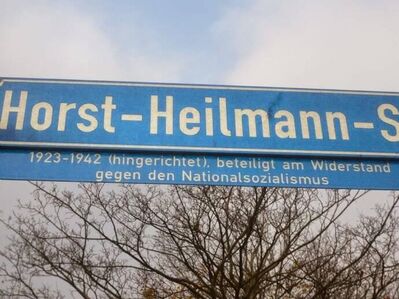 Horst-Heilmann-S
1923-1942 (hingerichtet), beteiligt am Widerstand
gegen den Nationalsozialismus